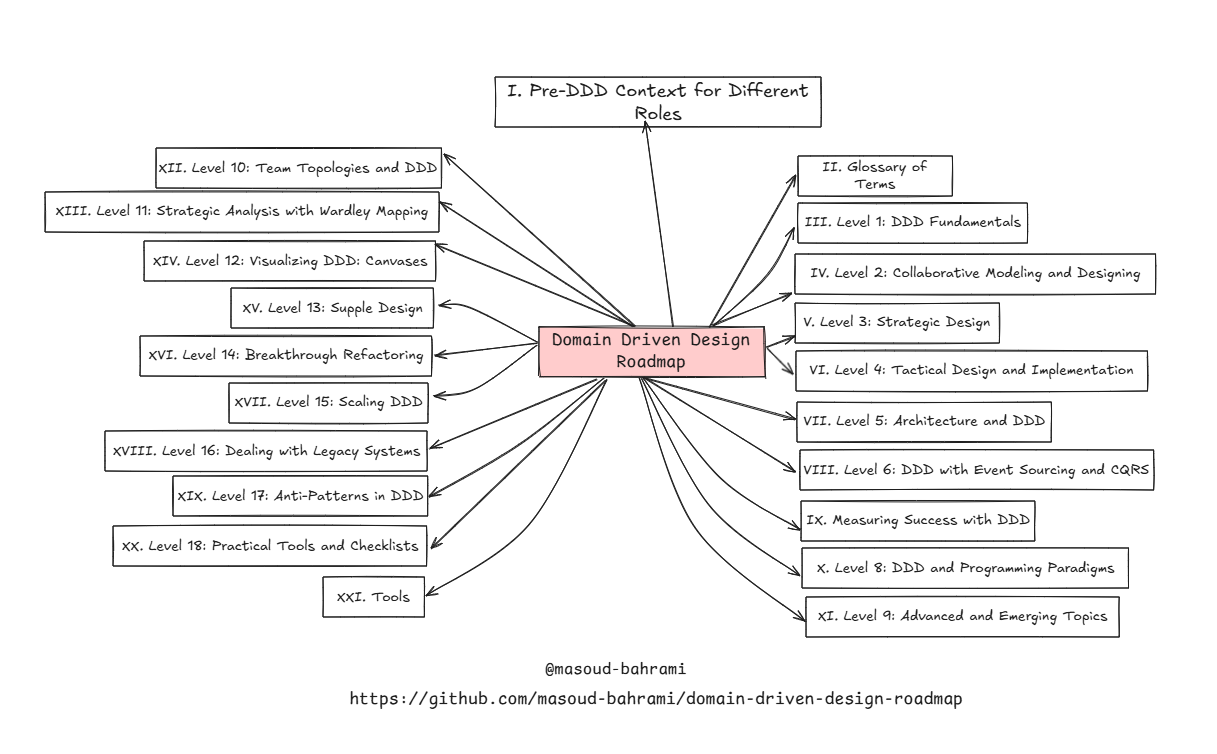 I. Pre-DDD Context for Different
Roles
II. Glossary of
Terms
III. Level 1: DDD Fundamentals
IV. Level 2: Collaborative Modeling and Designing
V. Level 3: Strategic Design
VI. Level 4: Tactical Design and Implementation
VII. Level 5: Architecture and DDD
VIII. Level 6: DDD with Event Sourcing and CQRS
IX. Measuring Success with DDD
X. Level 8: DDD and Programming Paradigms
XI. Level 9: Advanced and Emerging Topics
XII. Level 10: Team Topologies and DDD
XIII. Level 11: Strategic Analysis with Wardley Mapping
XIV. Level 12: Visualizing DDD: Canvases
XV. Level 13: Supple Design
XVI. Level 14: Breakthrough Refactoring
XVII. Level 15: Scaling DDD
XVIII. Level 16: Dealing with Legacy Systems
XIX. Level 17: Anti-Patterns in DDD
XX. Level 18: Practical Tools and Checklists
XXI. Tools
Domain Driven Design
Roadmap
@masoud-bahrami
https://github.com/masoud-bahrami/domain-driven-design-roadmap